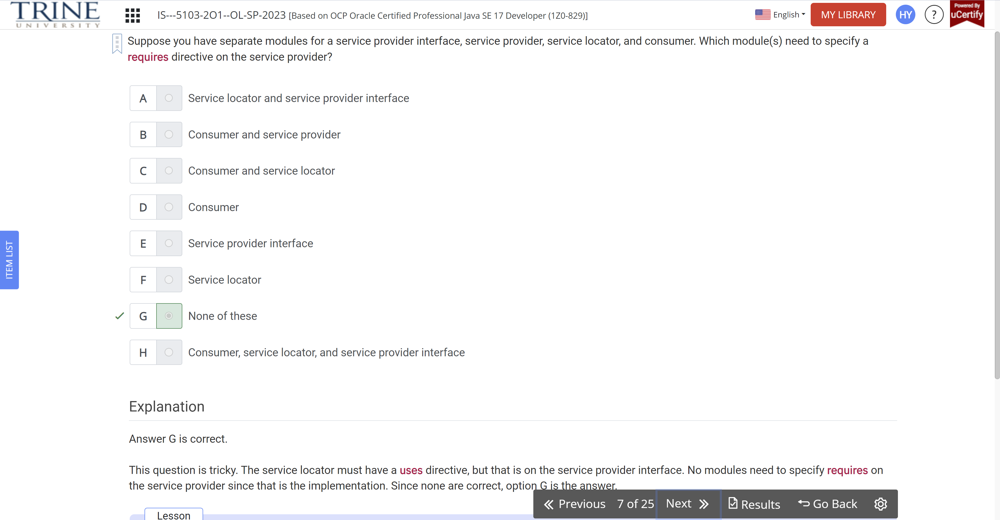 TRINE
UNIVERSITY
IS---5103-2O1--OL-SP-2023 [Based on OCP Oracle Certified Professional Java SE 17 Developer (1Z0-829)]
English
MY LIBRARY
HY
?
Powered By
uCertify
Suppose you have separate modules for a service provider interface, service provider, service locator, and consumer. Which module(s) need to specify a
requires directive on the service provider?
A Service locator and service provider interface
B Consumer and service provider
C Consumer and service locator
D Consumer
E Service provider interface
F Service locator
G None of these
H Consumer, service locator, and service provider interface
ITEM LIST
Explanation
Answer G is correct.
This question is tricky. The service locator must have a uses directive, but that is on the service provider interface. No modules need to specify requires on
the service provider since that is the implementation. Since none are correct, option G is the answer.
Previous 7 of 25 Next Results Go Back
Lesson